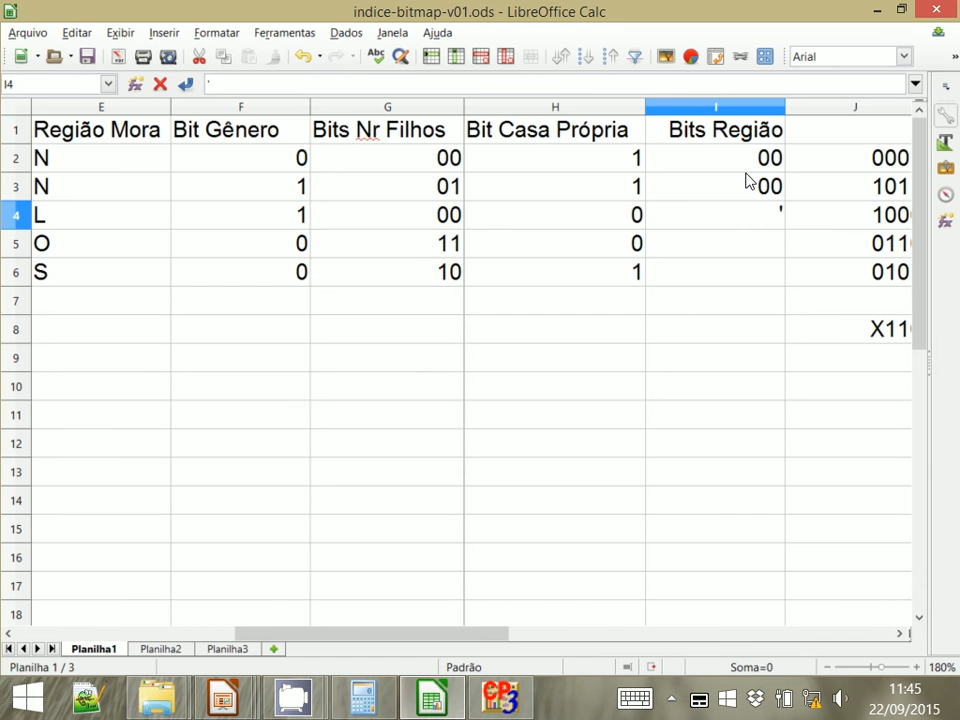 indice-bitmap-v01.ods - LibreOffice Calc
Arquivo Editar Exibir Inserir Formatar Ferramentas Dados Janela Ajuda
Arial
I4 '
E F G H I J
1 Região Mora Bit Gênero Bits Nr Filhos Bit Casa Própria Bits Região
2 N 0 00 1 00 000
3 N 1 01 1 00 101
4 L 1 00 0 ' 100
5 O 0 11 0 011
6 S 0 10 1 010
7
8 X11
9
10
11
12
13
14
15
16
17
18
Planilha1 Planilha2 Planilha3
Planilha 1 / 3 Padrão Soma=0 180%
11:45
22/09/2015